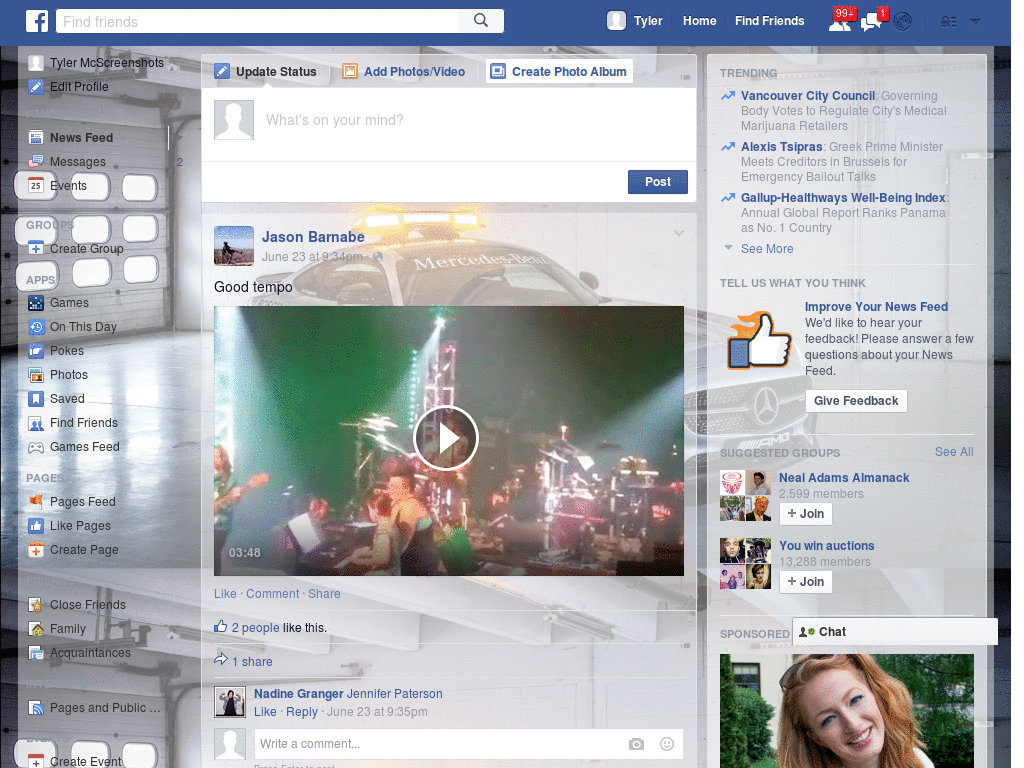 Find friends
Tyler
Home
Find Friends
99+
1
Tyler McScreenshots
Edit Profile
News Feed
Messages
2
25
Events
GROUPS
Create Group
APPS
Games
On This Day
Pokes
Photos
Saved
Find Friends
Games Feed
PAGES
Pages Feed
Like Pages
Create Page
Close Friends
Family
Acquaintances
Pages and Public ...
Create Event
Update Status
Add Photos/Video
Create Photo Album
What's on your mind?
Post
Jason Barnabe
June 23 at 9:34pm ·
Mercedes-Benz
Good tempo
03:48
Like · Comment · Share
2 people like this.
1 share
Nadine Granger Jennifer Paterson
Like · Reply · June 23 at 9:35pm
Write a comment...
Press Enter to post.
TRENDING
Vancouver City Council: Governing
Body Votes to Regulate City's Medical
Marijuana Retailers
Alexis Tsipras: Greek Prime Minister
Meets Creditors in Brussels for
Emergency Bailout Talks
Gallup-Healthways Well-Being Index:
Annual Global Report Ranks Panama
as No. 1 Country
See More
TELL US WHAT YOU THINK
Improve Your News Feed
We'd like to hear your
feedback! Please answer a few
questions about your News
Feed.
Give Feedback
AMG
SUGGESTED GROUPS
See All
Neal Adams Almanack
2,599 members
+ Join
You win auctions
13,288 members
+ Join
SPONSORED
Chat